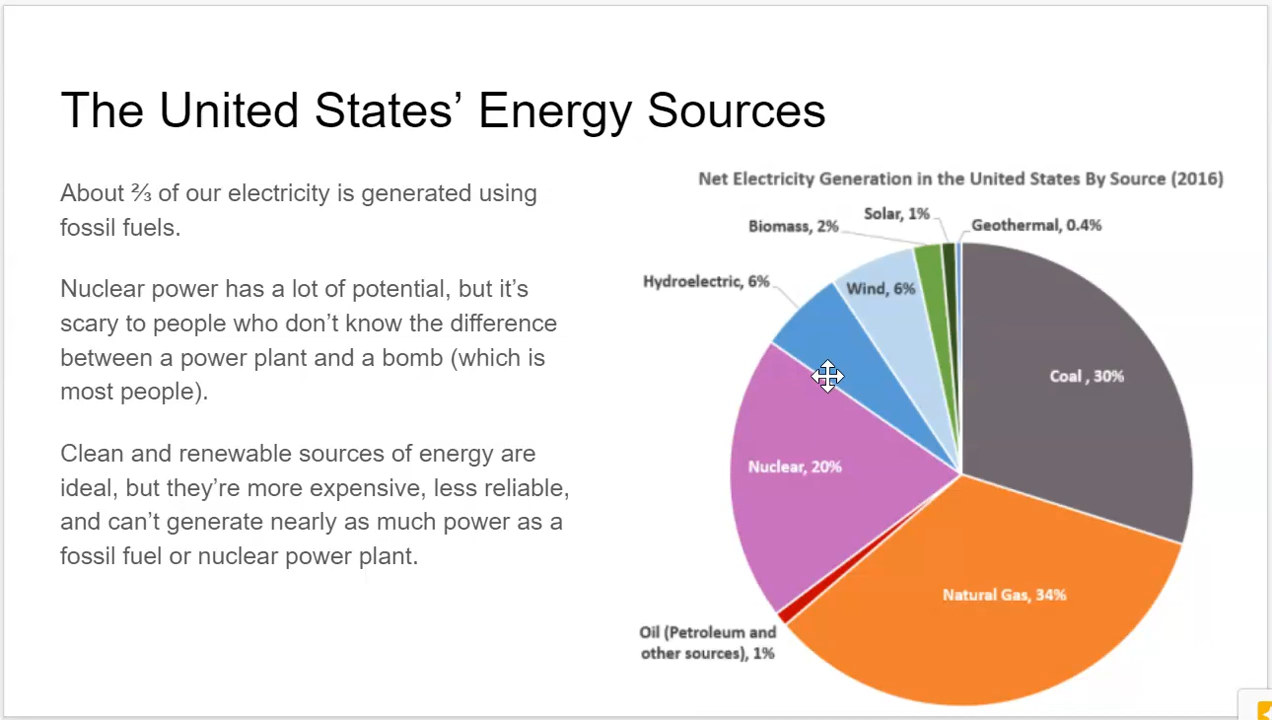 The United States’ Energy Sources
About ⅔ of our electricity is generated using
fossil fuels.
Nuclear power has a lot of potential, but it’s
scary to people who don’t know the difference
between a power plant and a bomb (which is
most people).
Clean and renewable sources of energy are
ideal, but they’re more expensive, less reliable,
and can’t generate nearly as much power as a
fossil fuel or nuclear power plant.
Net Electricity Generation in the United States By Source (2016)
Solar, 1%
Biomass, 2%
Geothermal, 0.4%
Hydroelectric, 6%
Wind, 6%
Coal , 30%
Nuclear, 20%
Natural Gas, 34%
Oil (Petroleum and
other sources), 1%